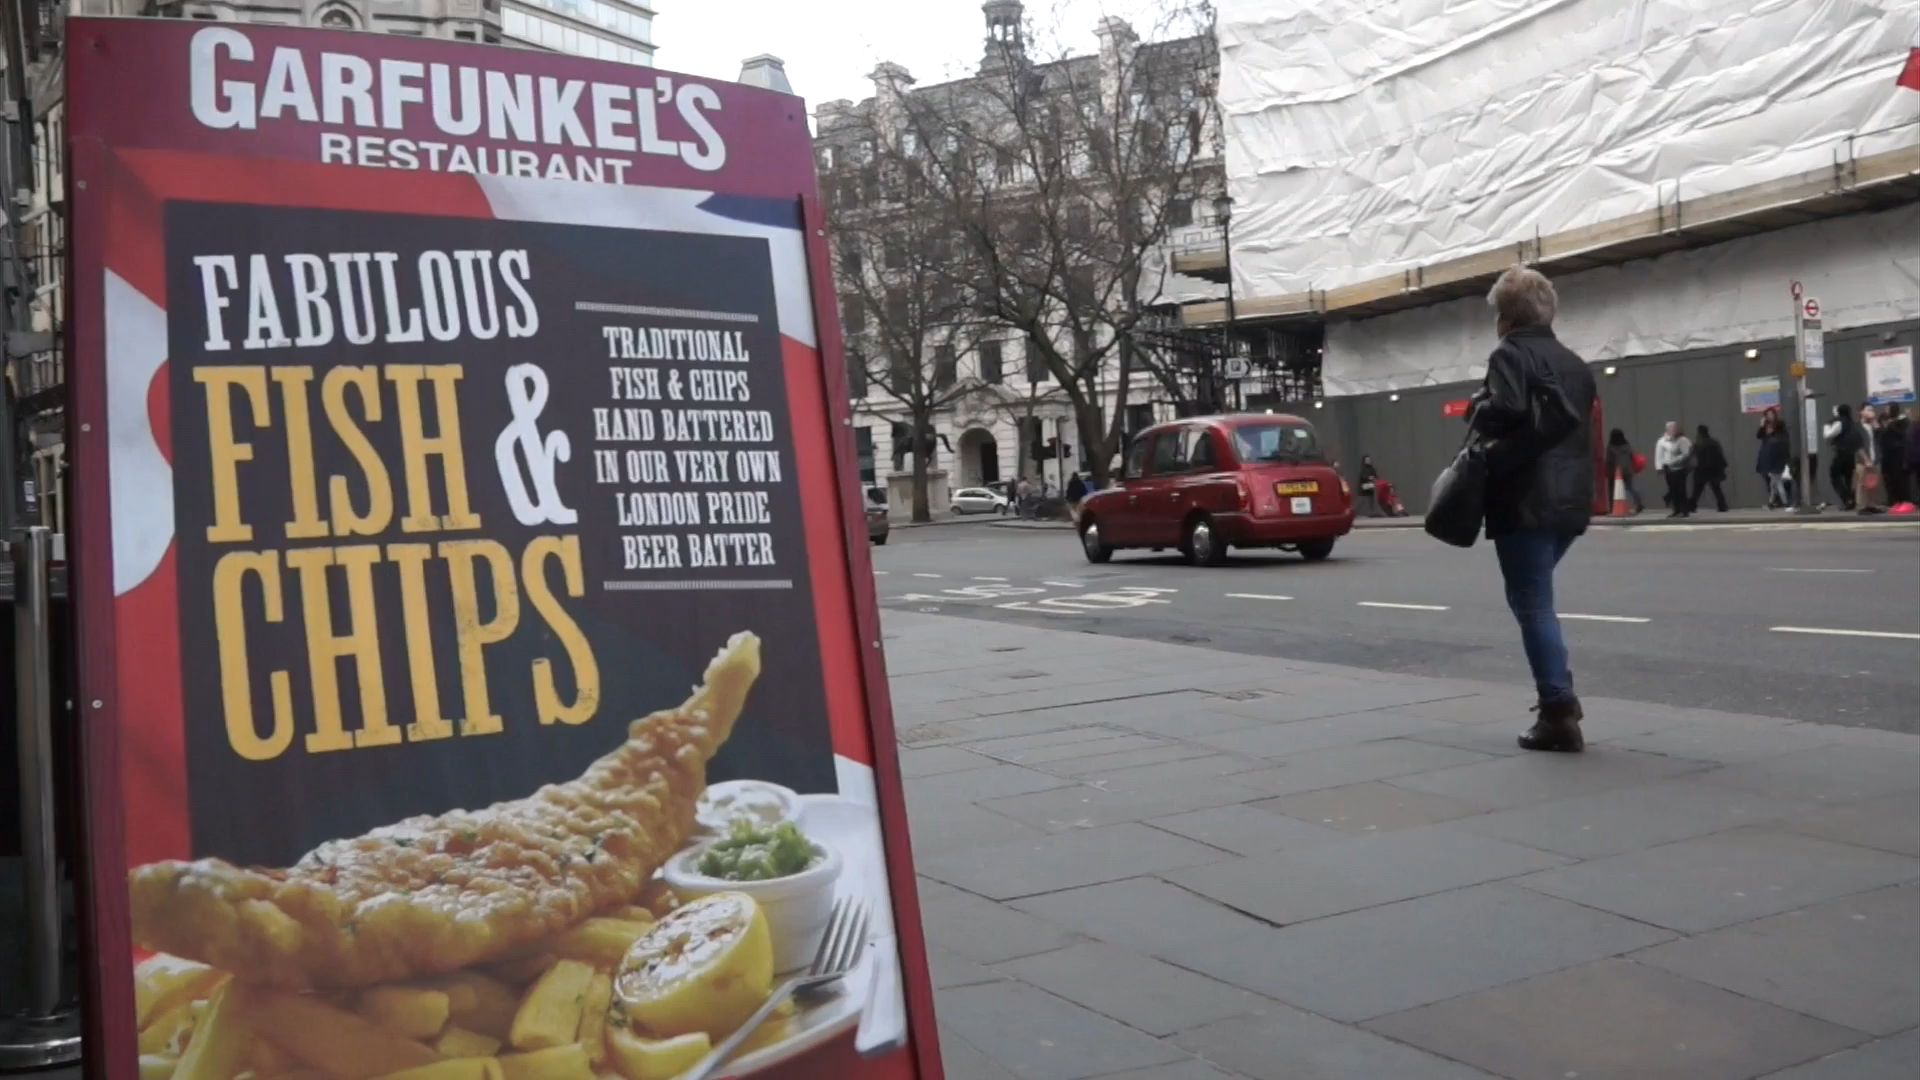 GARFUNKEL'S
RESTAURANT
FABULOUS
FISH &
CHIPS
TRADITIONAL
FISH & CHIPS
HAND BATTERED
IN OUR VERY OWN
LONDON PRIDE
BEER BATTER